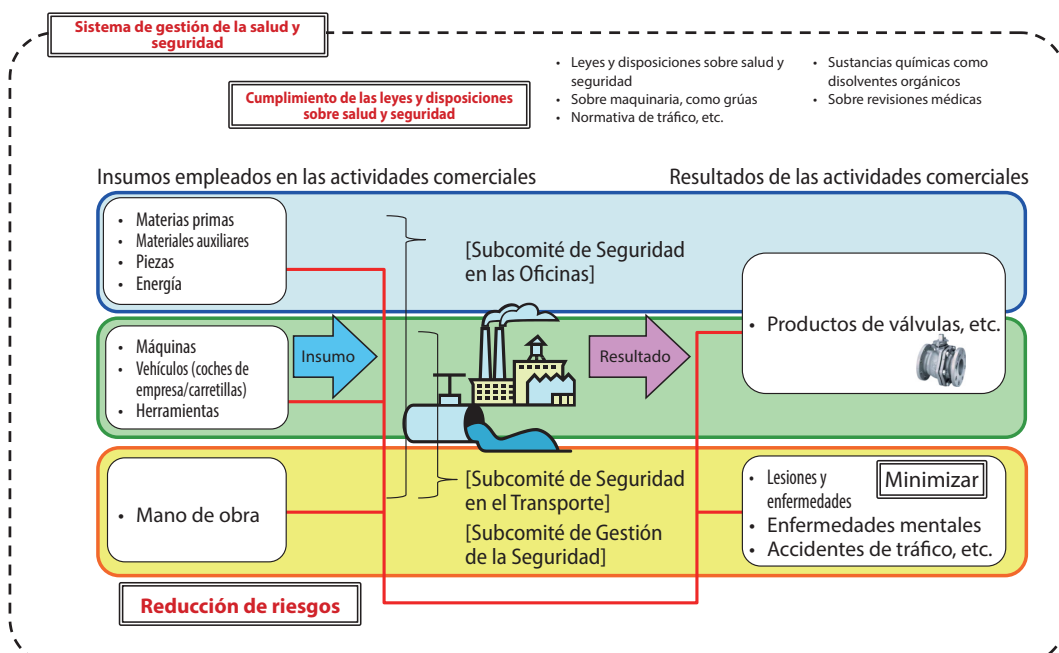 Sistema de gestión de la salud y
seguridad
Cumplimiento de las leyes y disposiciones
sobre salud y seguridad
• Leyes y disposiciones sobre salud y
seguridad
• Sobre maquinaria, como grúas
• Normativa de tráfico, etc.
• Sustancias químicas como
disolventes orgánicos
• Sobre revisiones médicas
Insumos empleados en las actividades comerciales
Resultados de las actividades comerciales
• Materias primas
• Materiales auxiliares
• Piezas
• Energía
[Subcomité de Seguridad
en las Oficinas]
• Máquinas
• Vehículos (coches de
empresa/carretillas)
• Herramientas
Insumo
Resultado
• Productos de válvulas, etc.
• Mano de obra
[Subcomité de Seguridad
en el Transporte]
[Subcomité de Gestión
de la Seguridad]
• Lesiones y
enfermedades
Minimizar
• Enfermedades mentales
• Accidentes de tráfico, etc.
Reducción de riesgos